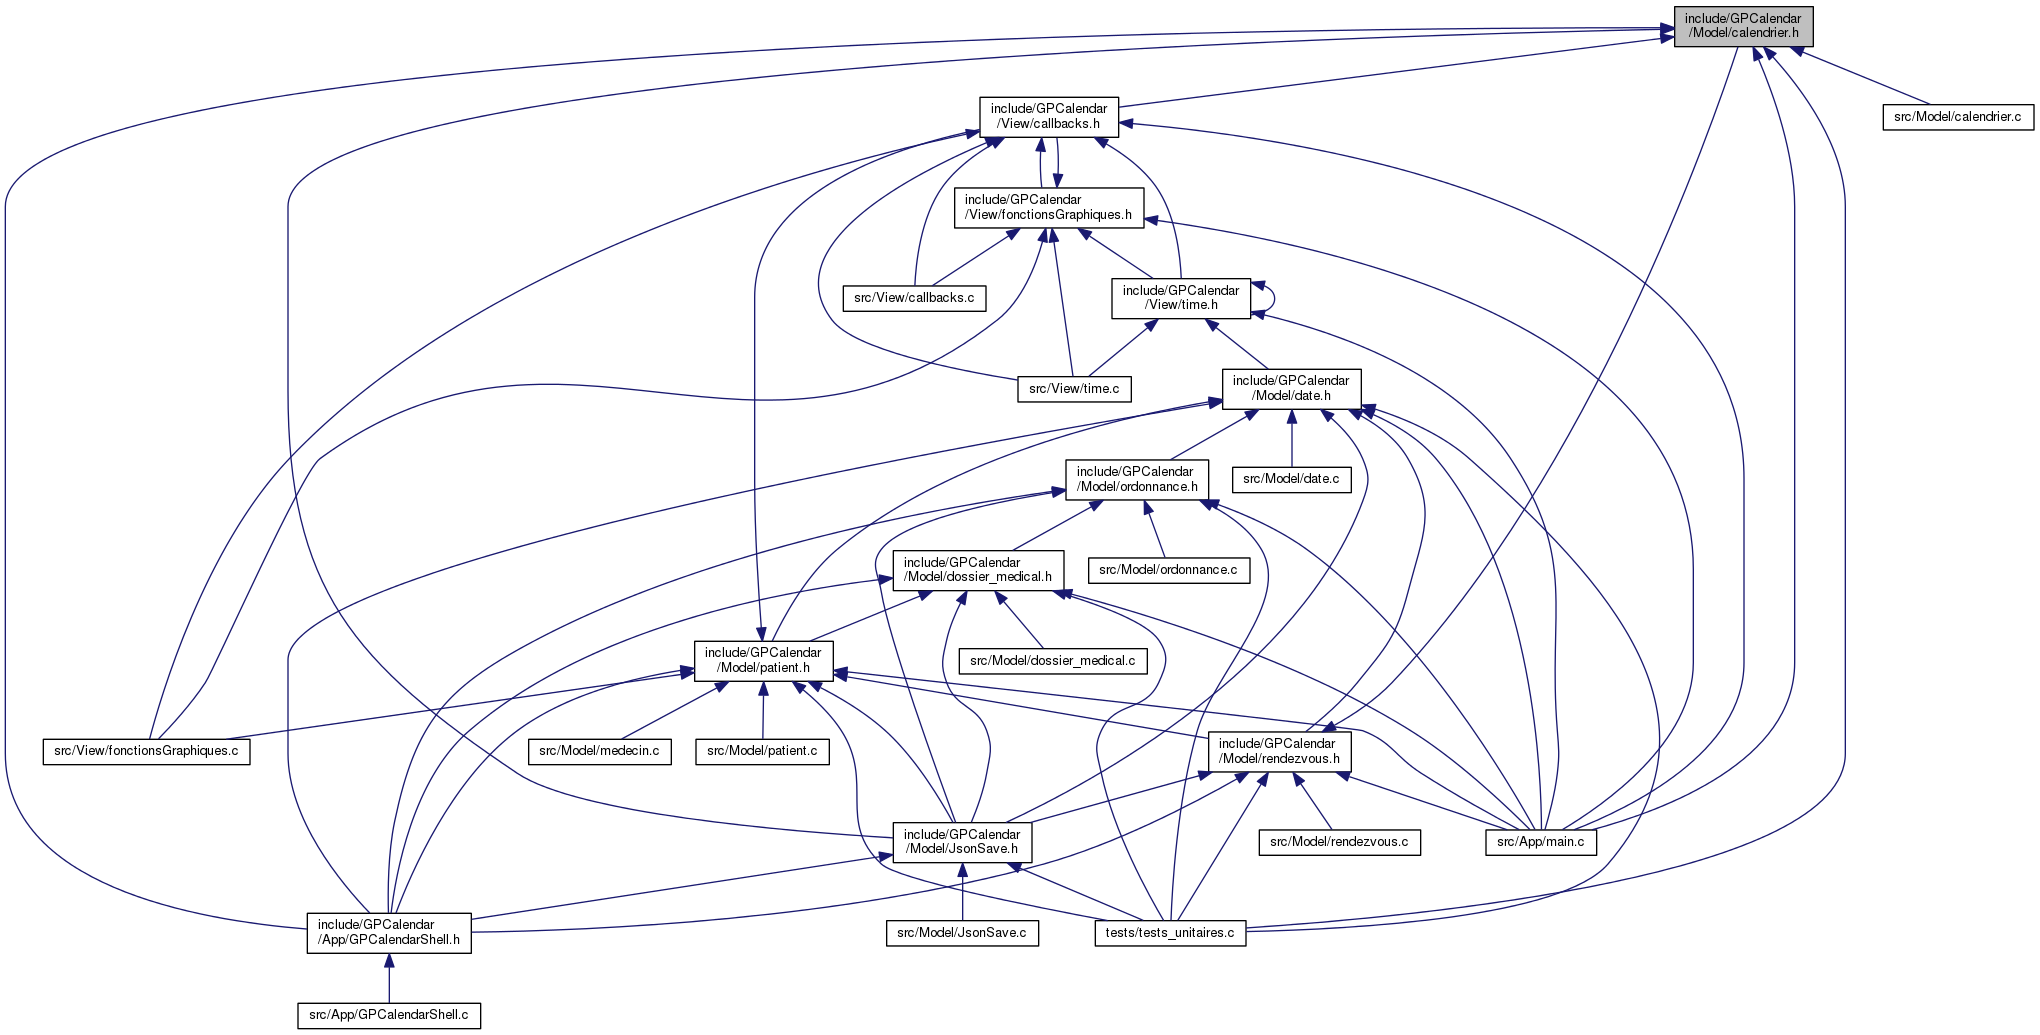 include/GPCalendar
/Model/calendrier.h
include/GPCalendar
/View/callbacks.h
src/Model/calendrier.c
include/GPCalendar
/View/fonctionsGraphiques.h
src/View/callbacks.c
include/GPCalendar
/View/time.h
src/View/time.c
include/GPCalendar
/Model/date.h
include/GPCalendar
/Model/ordonnance.h
src/Model/date.c
include/GPCalendar
/Model/dossier_medical.h
src/Model/ordonnance.c
include/GPCalendar
/Model/patient.h
src/Model/dossier_medical.c
src/View/fonctionsGraphiques.c
src/Model/medecin.c
src/Model/patient.c
include/GPCalendar
/Model/rendezvous.h
include/GPCalendar
/Model/JsonSave.h
src/Model/rendezvous.c
src/App/main.c
include/GPCalendar
/App/GPCalendarShell.h
src/Model/JsonSave.c
tests/tests_unitaires.c
src/App/GPCalendarShell.c